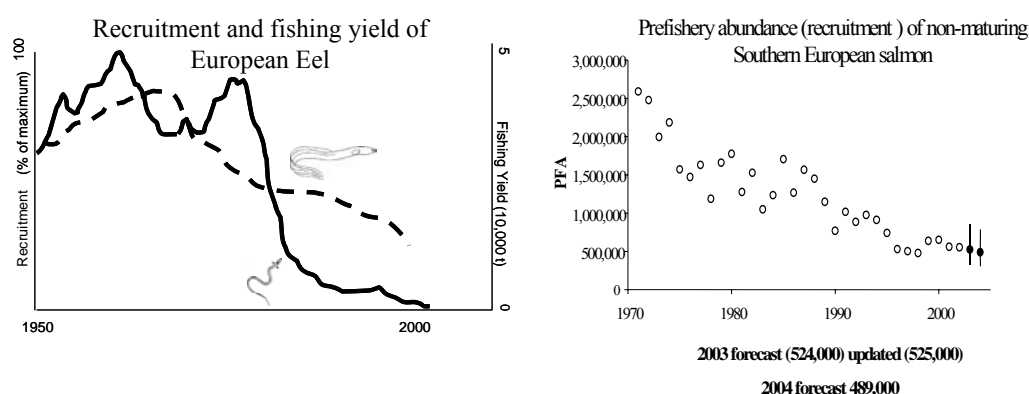 Recruitment and fishing yield of
European Eel
100
Recruitment (% of maximum)
1950
2000
5
Fishing Yield (10,000 t)
0
Prefishery abundance (recruitment ) of non-maturing
Southern European salmon
3,000,000
2,500,000
2,000,000
1,500,000
1,000,000
500,000
0
PFA
1970
1980
1990
2000
2003 forecast (524,000) updated (525,000)
2004 forecast 489.000